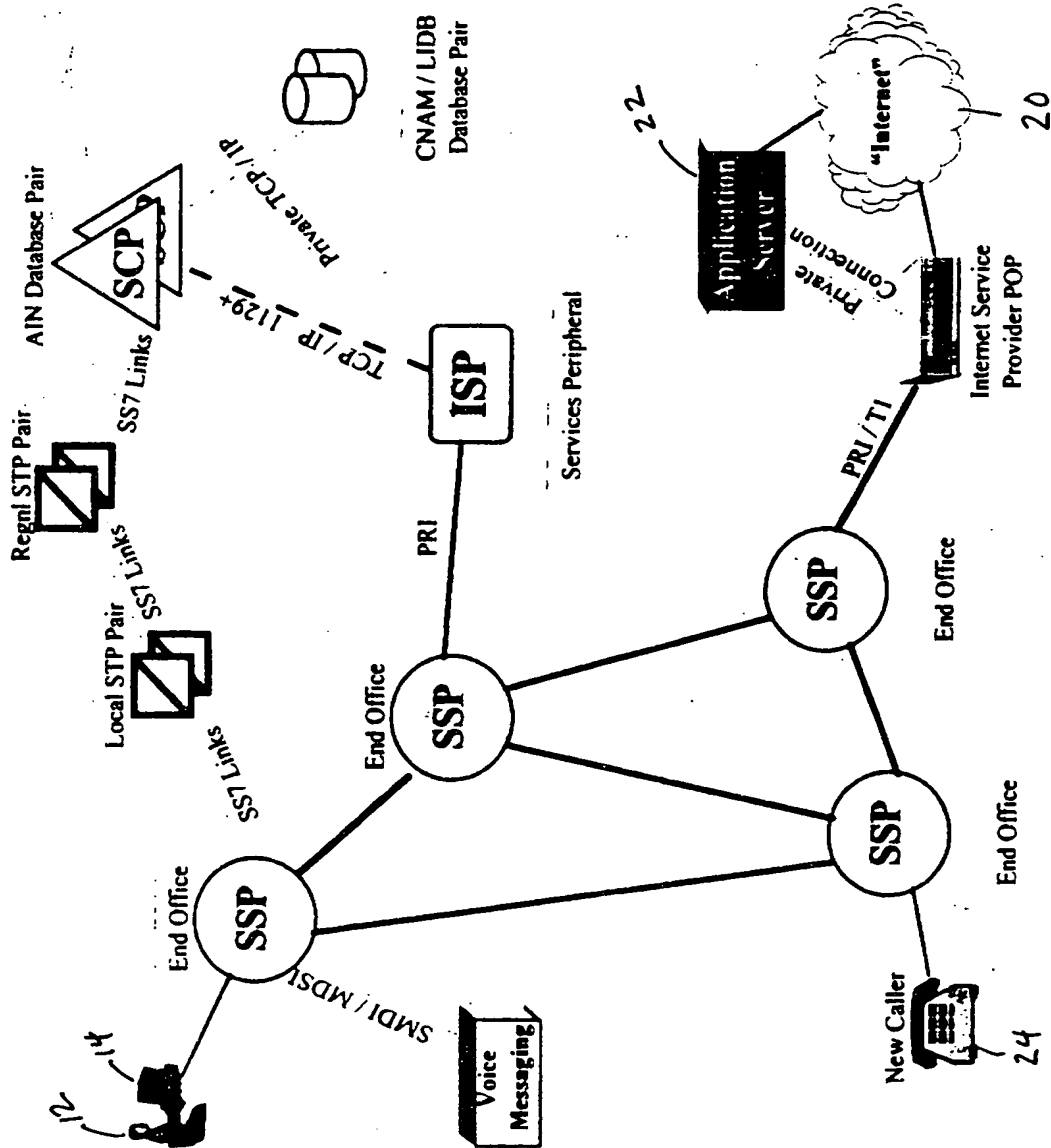 AIN Database Pair
Regnl STP Pair
SS7 Links
SCP
Private TCP / IP
CNAM / LIDB
Database Pair
Local STP Pair
SS7 Links
TCP / IP 1129+
SS7 Links
ISP
Services Peripheral
PRI
End Office
SSP
End Office
SSP
22
Application
Server
Private
Connection
"Internet"
20
Internet Service
Provider POP
PRI / T1
SSP
End Office
SSP
End Office
12
14
SMDI / MDSI
Voice
Messaging
New Caller
24